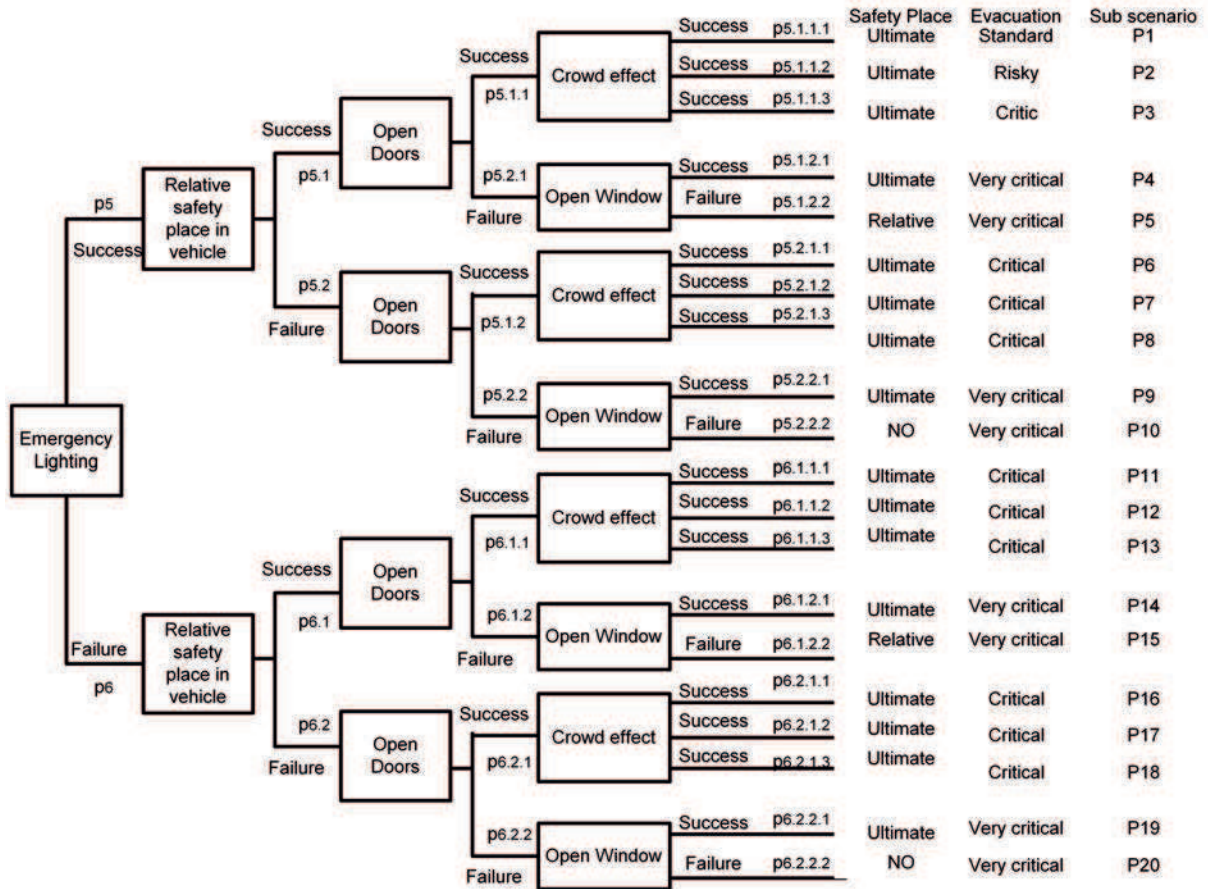 Safety Place Evacuation Sub scenario
Success p5.1.1.1 Ultimate Standard P1
Success Crowd effect Success p5.1.1.2 Ultimate Risky P2
p5.1.1 Success p5.1.1.3 Ultimate Critic P3
Success Open
Doors
p5.1 p5.2.1 Success p5.1.2.1 Ultimate Very critical P4
Failure Open Window Failure p5.1.2.2 Relative Very critical P5
p5 Relative
safety
place in
vehicle
Success
p5.2 Success p5.2.1.1 Ultimate Critical P6
Success Crowd effect Success p5.2.1.2 Ultimate Critical P7
Failure Open
Doors
p5.1.2 Success p5.2.1.3 Ultimate Critical P8
p5.2.2 Success p5.2.2.1 Ultimate Very critical P9
Failure Open Window Failure p5.2.2.2 NO Very critical P10
Emergency
Lighting
Success p6.1.1.1 Ultimate Critical P11
Success Crowd effect Success p6.1.1.2 Ultimate Critical P12
p6.1.1 Success p6.1.1.3 Ultimate Critical P13
Success Open
Doors
p6.1 p6.1.2 Success p6.1.2.1 Ultimate Very critical P14
Failure Open Window Failure p6.1.2.2 Relative Very critical P15
Failure Relative
safety
place in
vehicle
p6
p6.2 Success p6.2.1.1 Ultimate Critical P16
Success Crowd effect Success p6.2.1.2 Ultimate Critical P17
Failure Open
Doors
p6.2.1 Success p6.2.1.3 Ultimate Critical P18
p6.2.2 Success p6.2.2.1 Ultimate Very critical P19
Failure Open Window Failure p6.2.2.2 NO Very critical P20